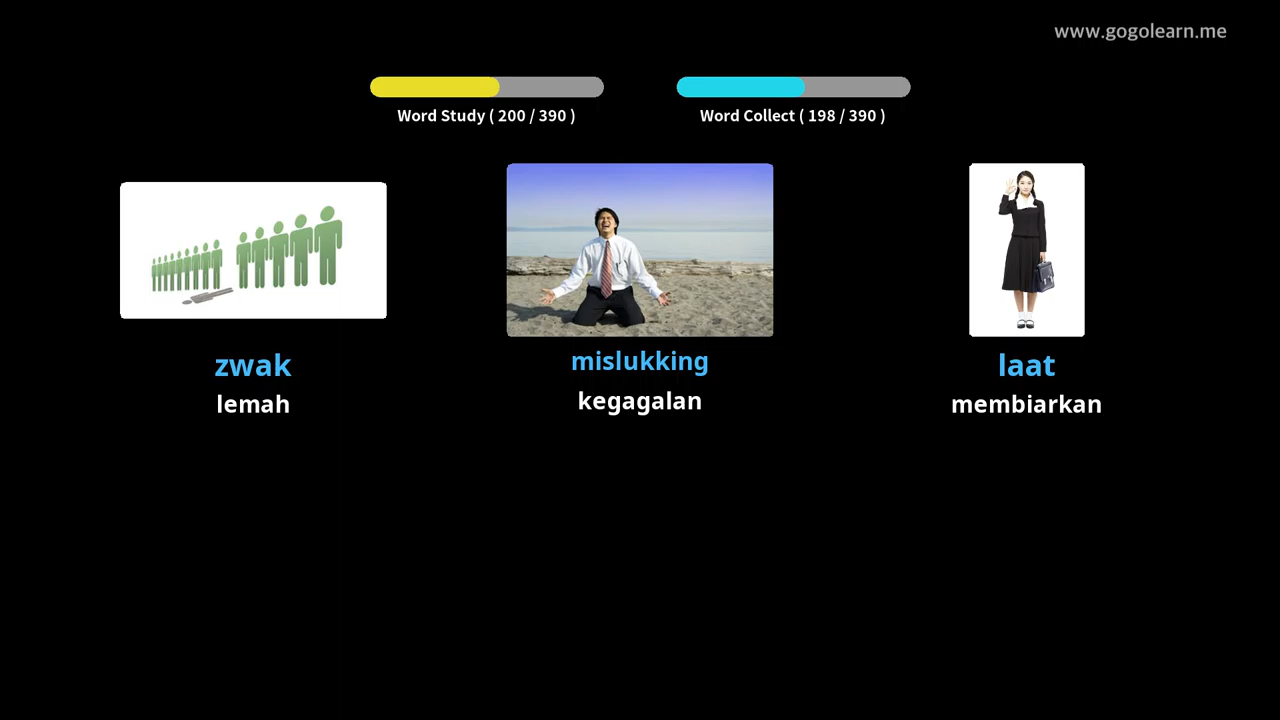 www.gogolearn.me
Word Study ( 200 / 390 )
Word Collect ( 198 / 390 )
zwak
lemah
mislukking
kegagalan
laat
membiarkan